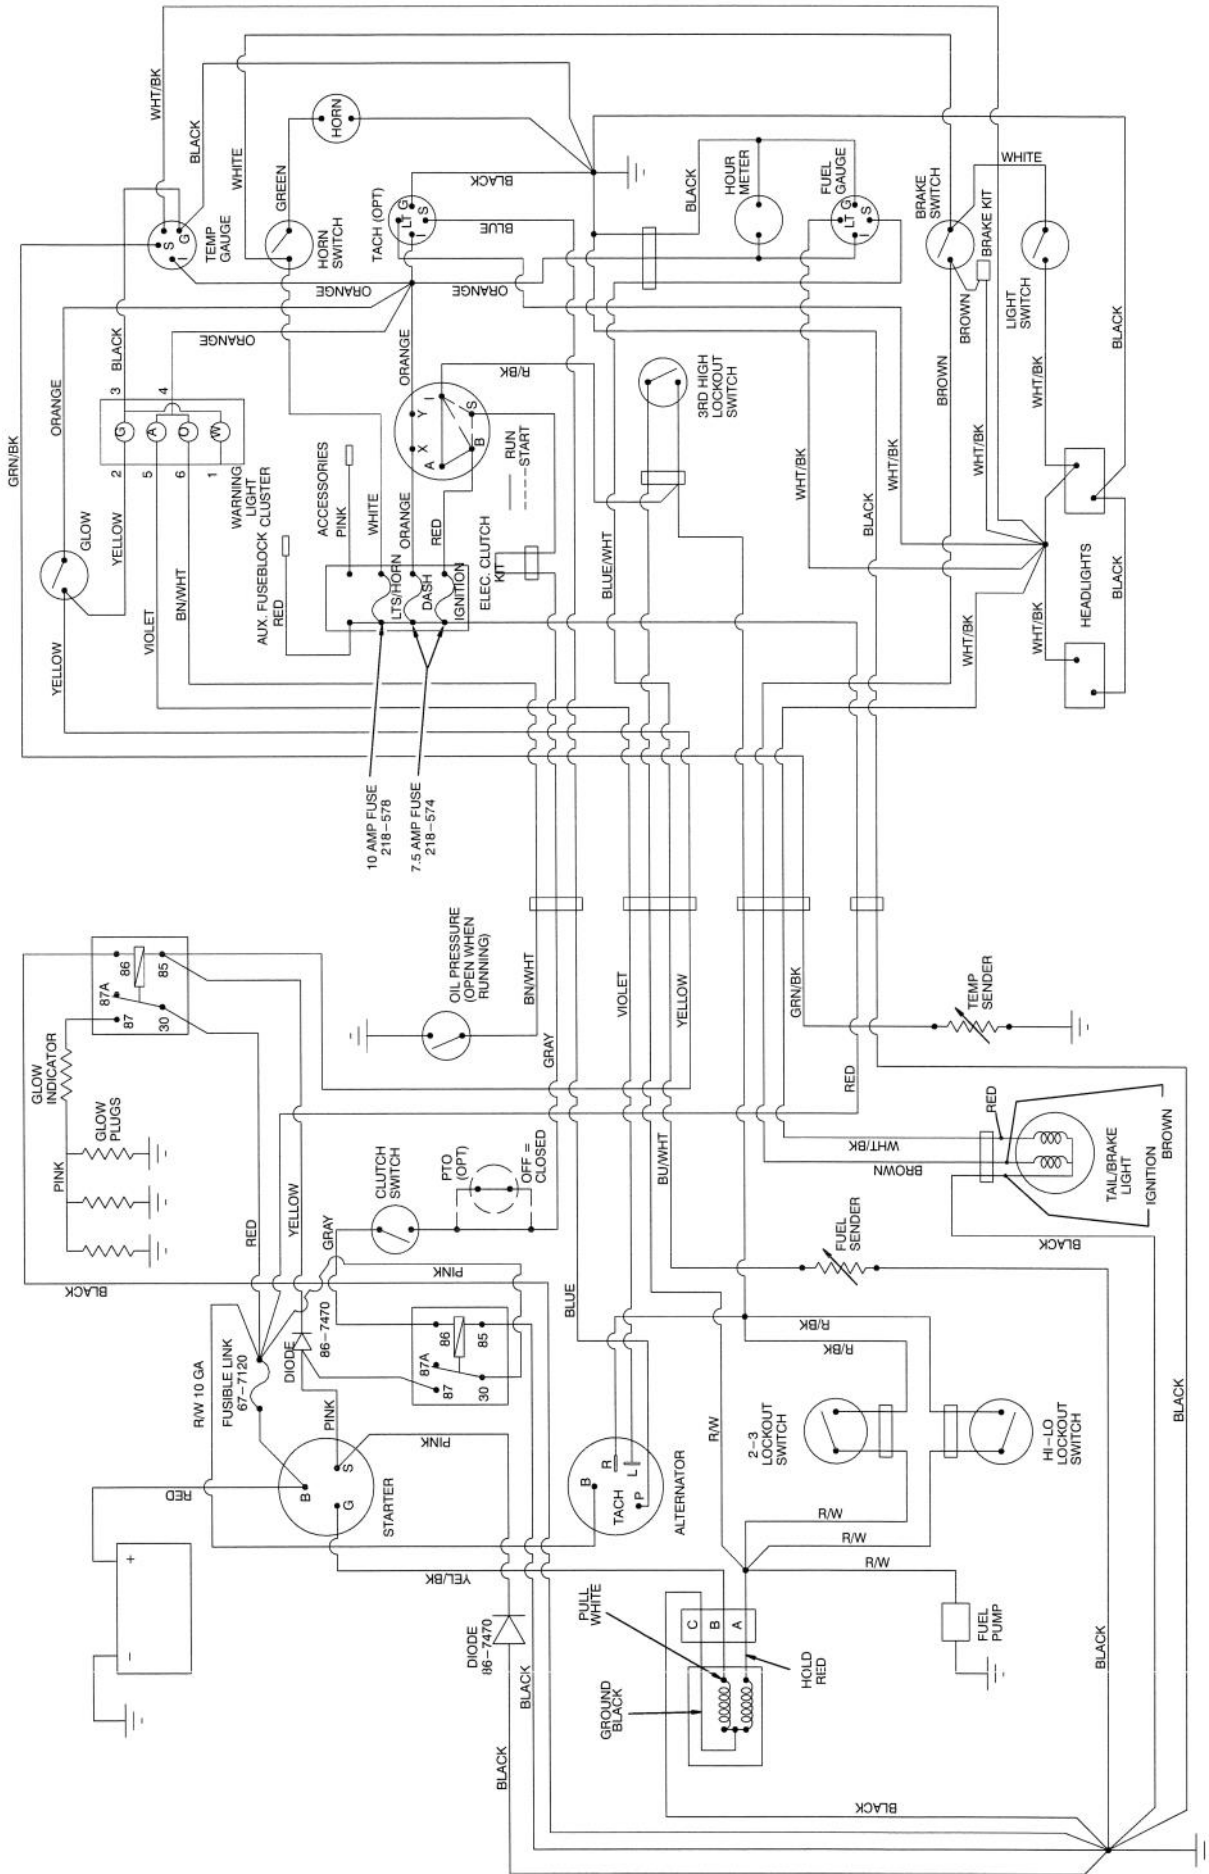 WHT/BK
BLACK
WHITE
GREEN
HORN
S
G
I
TEMP
GAUGE
HORN
SWITCH
TACH (OPT)
LT
G
S
I
BLACK
BLUE
BLACK
HOUR
METER
FUEL
GAUGE
LT
G
S
I
BRAKE
SWITCH
WHITE
BRAKE KIT
LIGHT
SWITCH
BROWN
BROWN
ORANGE
ORANGE
ORANGE
GRN/BK
ORANGE
BLACK
3
4
G
A
O
W
2
5
6
1
WARNING
LIGHT
CLUSTER
GLOW
YELLOW
YELLOW
VIOLET
BN/WHT
AUX. FUSEBLOCK
RED
ACCESSORIES
PINK
WHITE
ORANGE
ORANGE
RED
R/BK
A
X
Y
I
B
S
RUN
START
LTS/HORN
DASH
IGNITION
ELEC. CLUTCH
KIT
3RD HIGH
LOCKOUT
SWITCH
BLUE/WHT
WHT/BK
BLACK
WHT/BK
WHT/BK
WHT/BK
WHT/BK
WHT/BK
BLACK
BLACK
HEADLIGHTS
10 AMP FUSE
218-578
7.5 AMP FUSE
218-574
OIL PRESSURE
(OPEN WHEN
RUNNING)
BN/WHT
GRAY
VIOLET
YELLOW
GRN/BK
RED
TEMP
SENDER
87A
86
87
85
30
GLOW
INDICATOR
GLOW
PLUGS
PINK
BLACK
RED
YELLOW
GRAY
CLUTCH
SWITCH
PTO
(OPT)
OFF =
CLOSED
PINK
BLUE
BU/WHT
FUEL
SENDER
WHT/BK
BROWN
RED
TAIL/BRAKE
LIGHT
IGNITION
BROWN
BLACK
R/W 10 GA
FUSIBLE LINK
67-7120
DIODE
86-7470
87A
86
87
85
30
PINK
PINK
RED
B
S
G
STARTER
+
-
B
R
L
P
TACH
ALTERNATOR
R/BK
R/BK
R/W
2-3
LOCKOUT
SWITCH
HI-LO
LOCKOUT
SWITCH
R/W
R/W
R/W
BLACK
YEL/BK
DIODE
86-7470
BLACK
BLACK
PULL
WHITE
C
B
A
HOLD
RED
GROUND
BLACK
FUEL
PUMP
BLACK
BLACK